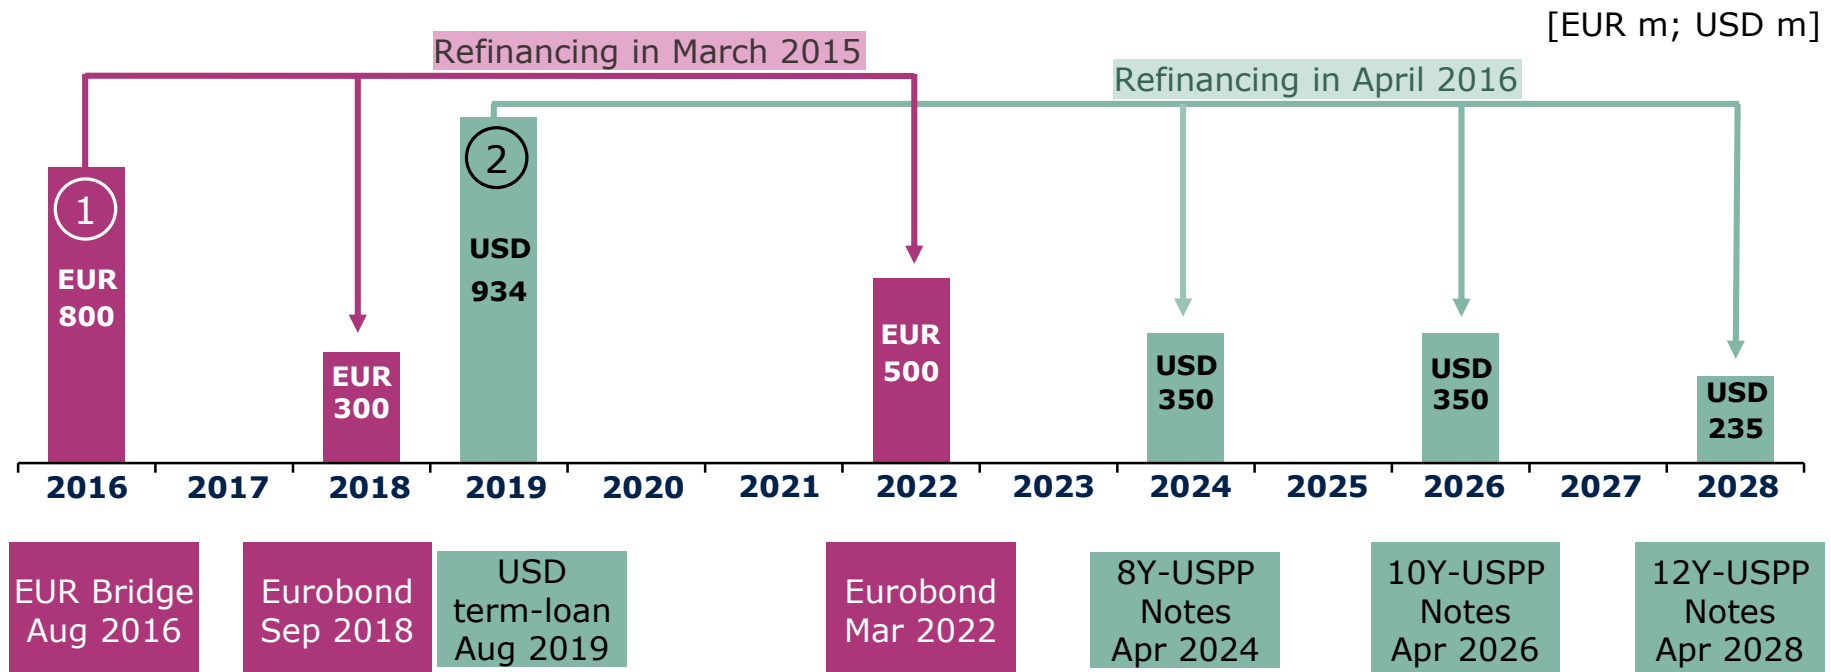 [EUR m; USD m]
Refinancing in March 2015
Refinancing in April 2016
1
EUR
800
EUR
300
2
USD
934
EUR
500
USD
350
USD
350
USD
235
2016 2017 2018 2019 2020 2021 2022 2023 2024 2025 2026 2027 2028
EUR Bridge
Aug 2016
Eurobond
Sep 2018
USD
term-loan
Aug 2019
Eurobond
Mar 2022
8Y-USPP
Notes
Apr 2024
10Y-USPP
Notes
Apr 2026
12Y-USPP
Notes
Apr 2028